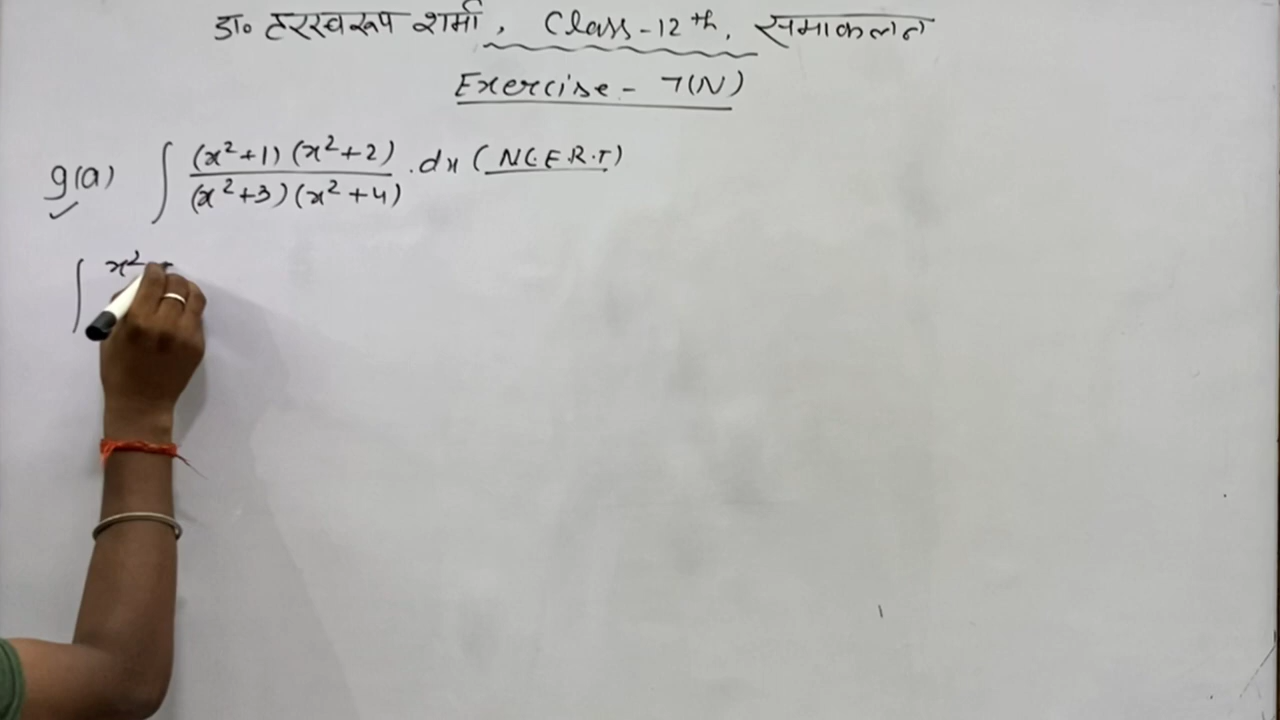 डा० हरस्वरूप शर्मा, Class-12th, समाकलन
Exercise - 7(N)
9(a) ∫ (x²+1)(x²+2) / (x²+3)(x²+4) .dx (N.C.E.R.T)
∫ x²